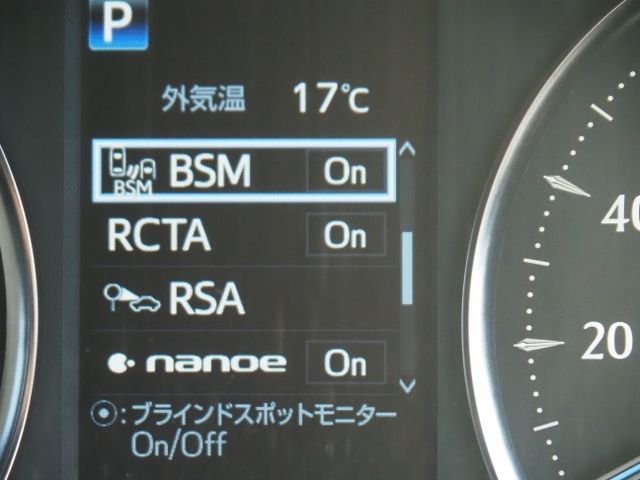 P
外気温 17℃
BSM BSM On
RCTA On
RSA
nanoe On
⦿:ブラインドスポットモニター
On/Off
40
20